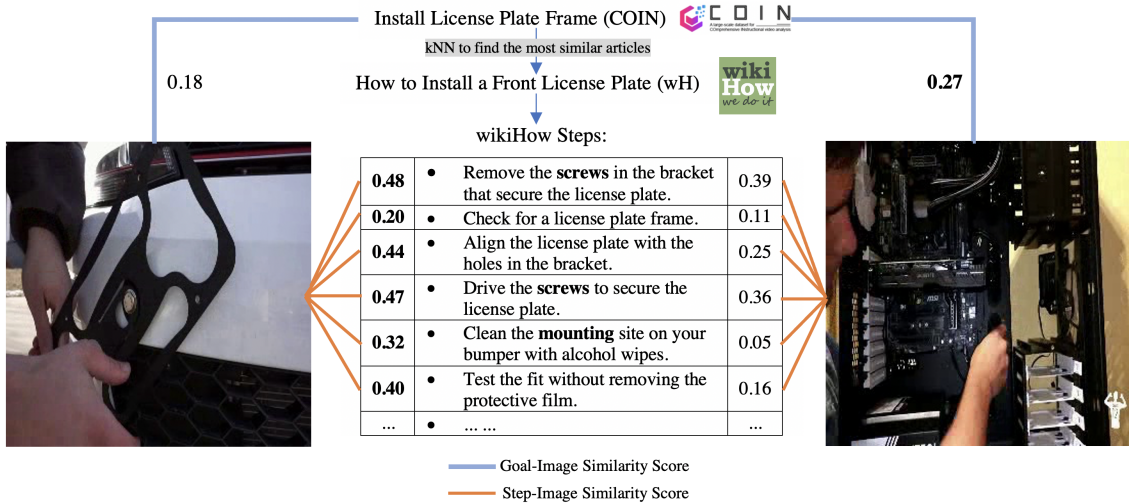 Install License Plate Frame (COIN)
COIN
A large-scale dataset for
COmprehensive INstructional video analysis
kNN to find the most similar articles
0.18
How to Install a Front License Plate (wH)
wiki
How
we do it
0.27
wikiHow Steps:
0.48 • Remove the screws in the bracket 0.39
that secure the license plate.
0.20 • Check for a license plate frame. 0.11
0.44 • Align the license plate with the 0.25
holes in the bracket.
0.47 • Drive the screws to secure the 0.36
license plate.
0.32 • Clean the mounting site on your 0.05
bumper with alcohol wipes.
0.40 • Test the fit without removing the 0.16
protective film.
... • ... ... ...
Goal-Image Similarity Score
Step-Image Similarity Score